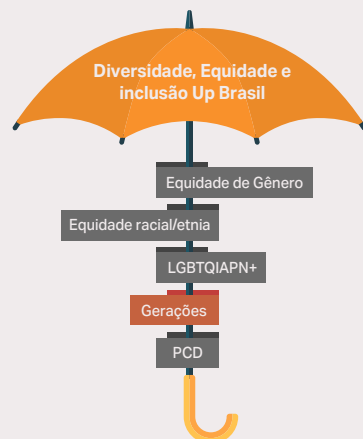 Diversidade, Equidade e
inclusão Up Brasil
Equidade de Gênero
Equidade racial/etnia
LGBTQIAPN+
Gerações
PCD